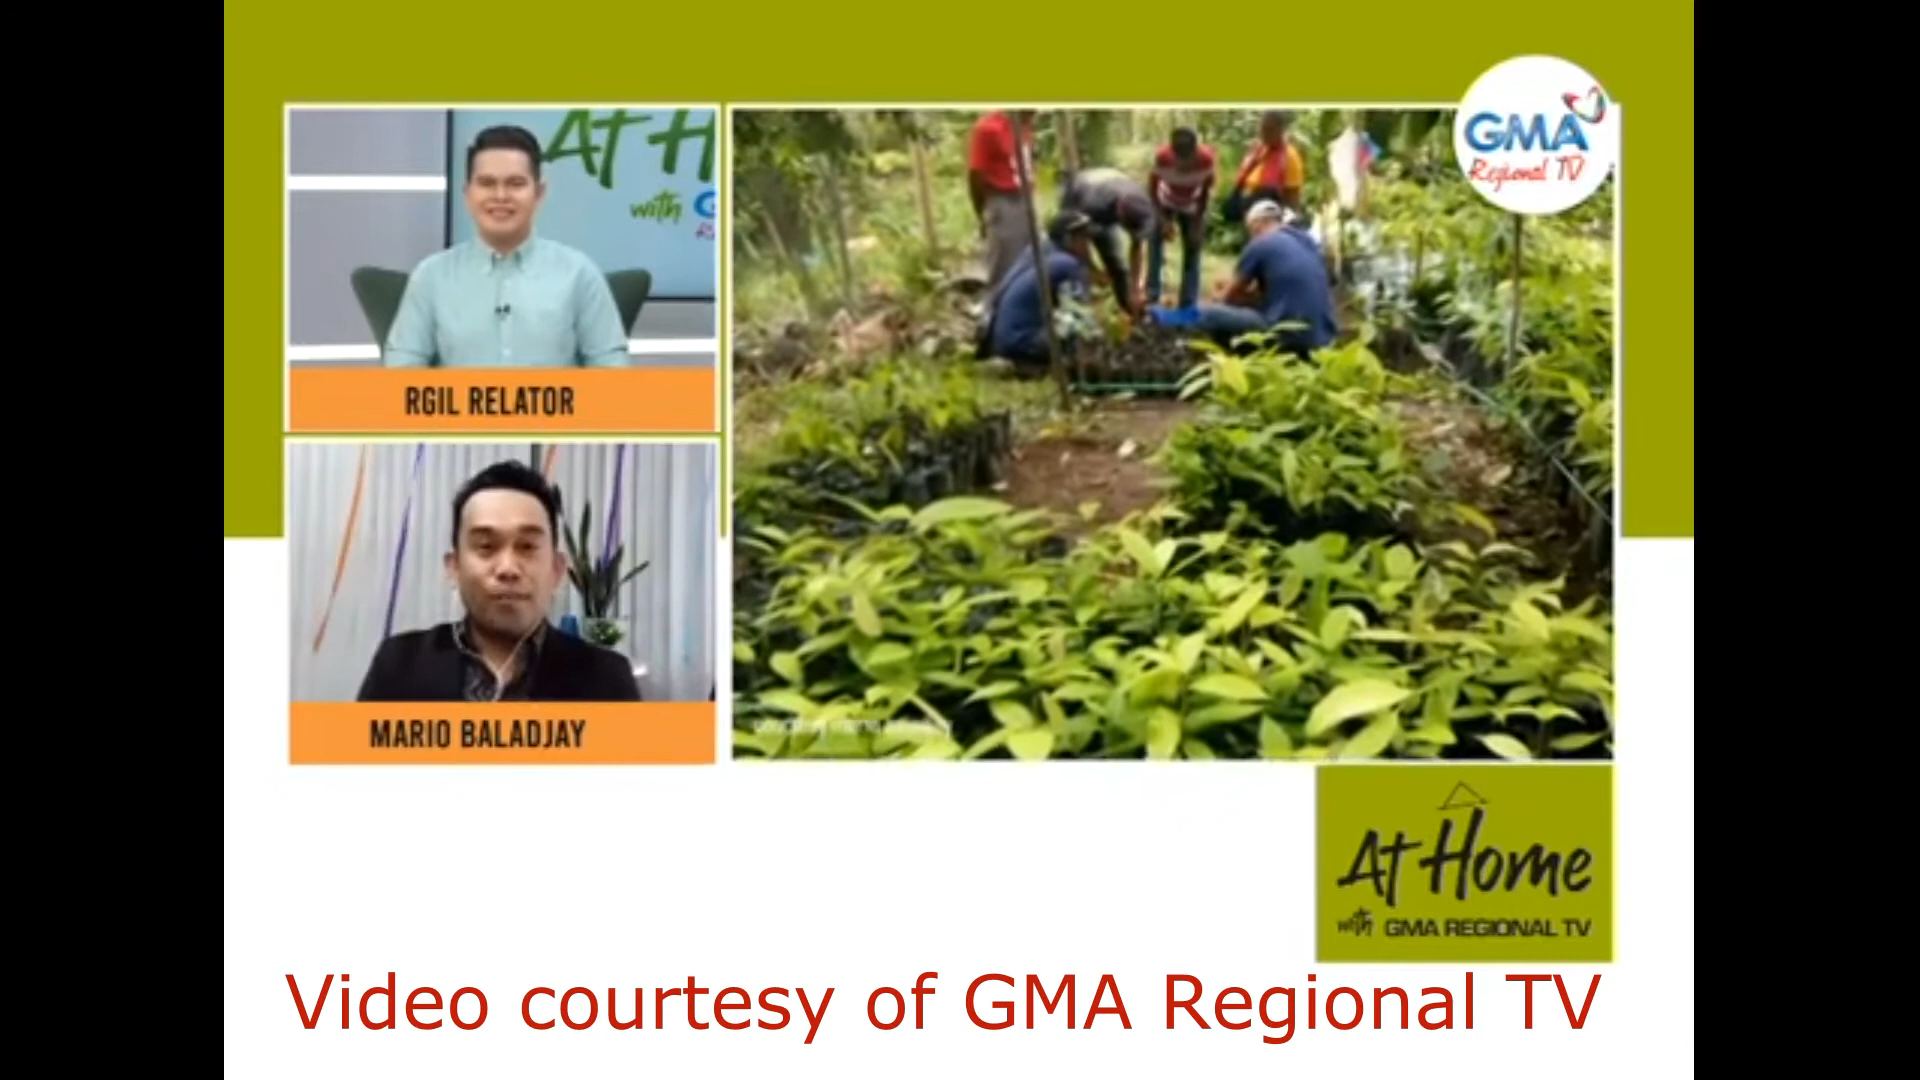 AT H
with G
RGIL RELATOR
MARIO BALADJAY
GMA
Regional TV
At Home
with GMA REGIONAL TV
Video courtesy of GMA Regional TV